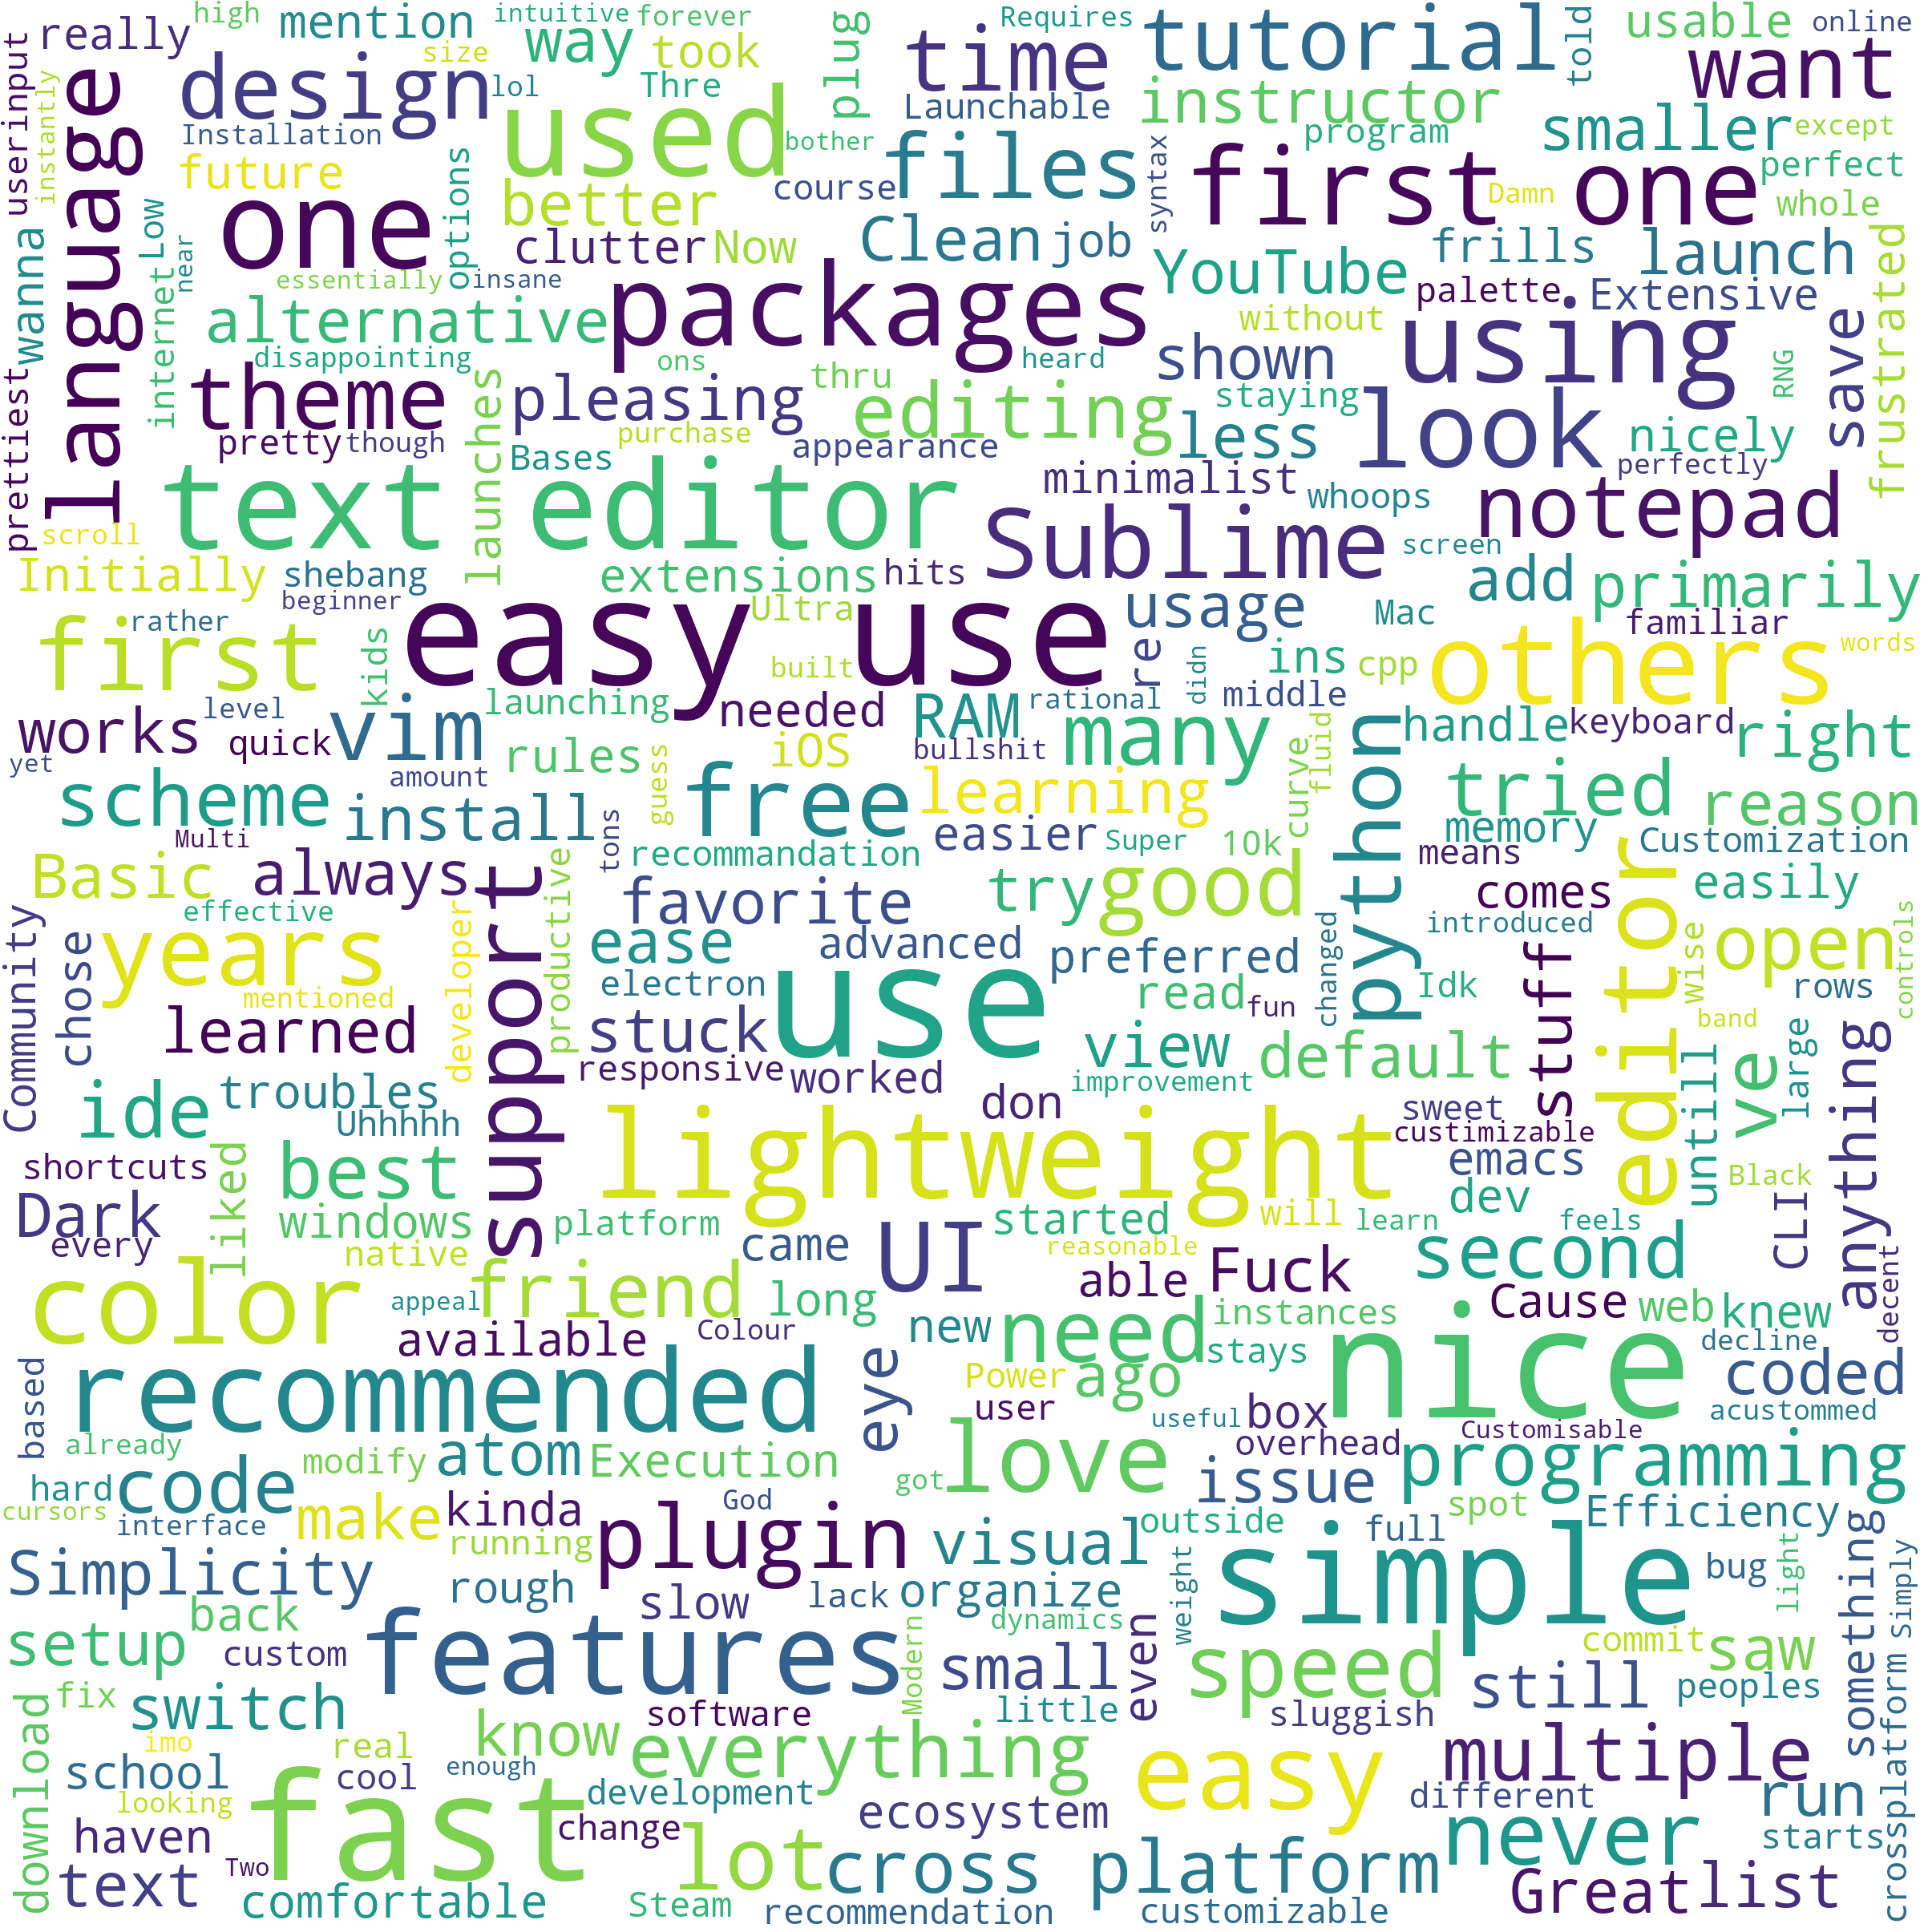 high
intuitive
forever
Requires
really
mention
way
took
plug
time
tutorial
told
usable
online
userinput
instantly
language
design
size
lol
used
Thre
Launchable
instructor
program
want
smaller
except
Installation
bother
files
syntax
future
one
options
better
course
first one
Damn
perfect
whole
wanna
internet
Low
near
clutter
Now
Clean
job
YouTube
frills
launch
frustrated
essentially
insane
packages
palette
Extensive
alternative
without
using
save
disappointing
ons
heard
shown
RNG
prettiest
theme
launches
pleasing
thru
editing
staying
look
pretty
though
Bases
purchase
appearance
less
nicely
perfectly
text editor
minimalist
whoops
notepad
scroll
Sublime
screen
Initially
shebang
extensions
hits
add
primarily
beginner
easy use
Ultra
usage
Mac
familiar
first
rather
kids
built
re
didn
ins
cpp
others
words
works
level
quick
vim
launching
needed
RAM
rational
middle
many
python
handle
keyboard
right
yet
amount
rules
guess
iOS
bullshit
curve
fluid
scheme
install
free
learning
tried
reason
Multi
tons
recommandation
easier
Super
10k
memory
means
Customization
Basic
always
support
productive
favorite
try
good
comes
editor
easily
effective
Community
chose
years
developer
ease
advanced
preferred
changed
introduced
stuff
wise
open
controls
mentioned
electron
use
read
fun
Idk
rows
learned
stuck
view
default
band
ide
troubles
responsive
worked
improvement
don
untill
ve
large
anything
Uhhhhh
lightweight
sweet
custimizable
shortcuts
best
emacs
Black
Dark
liked
windows
platform
started
will
learn
dev
feels
CLI
every
native
came
UI
reasonable
able
Fuck
second
decent
color
appeal
friend
long
instances
Cause
web
knew
available
Colour
new
need
stays
nice
decline
coded
based
recommended
eye
Power
ago
user
useful
box
acustommed
already
modify
atom
Execution
love
overhead
Customisable
programming
hard
code
got
issue
cursors
interface
make
kinda
God
spot
Efficiency
running
plugin
visual
outside
full
something
Simplicity
rough
slow
lack
organize
weight
simple
bug
light
Simply
back
dynamics
setup
custom
features
Modern
small
even
speed
commit
saw
download
fix
switch
software
little
sluggish
still
peoples
crossplatform
imo
real
know
everything
school
cool
enough
development
easy
multiple
looking
fast
different
run
haven
change
lot
ecosystem
never
starts
text
Two
comfortable
Steam
cross platform
recommendation
customizable
Great
list